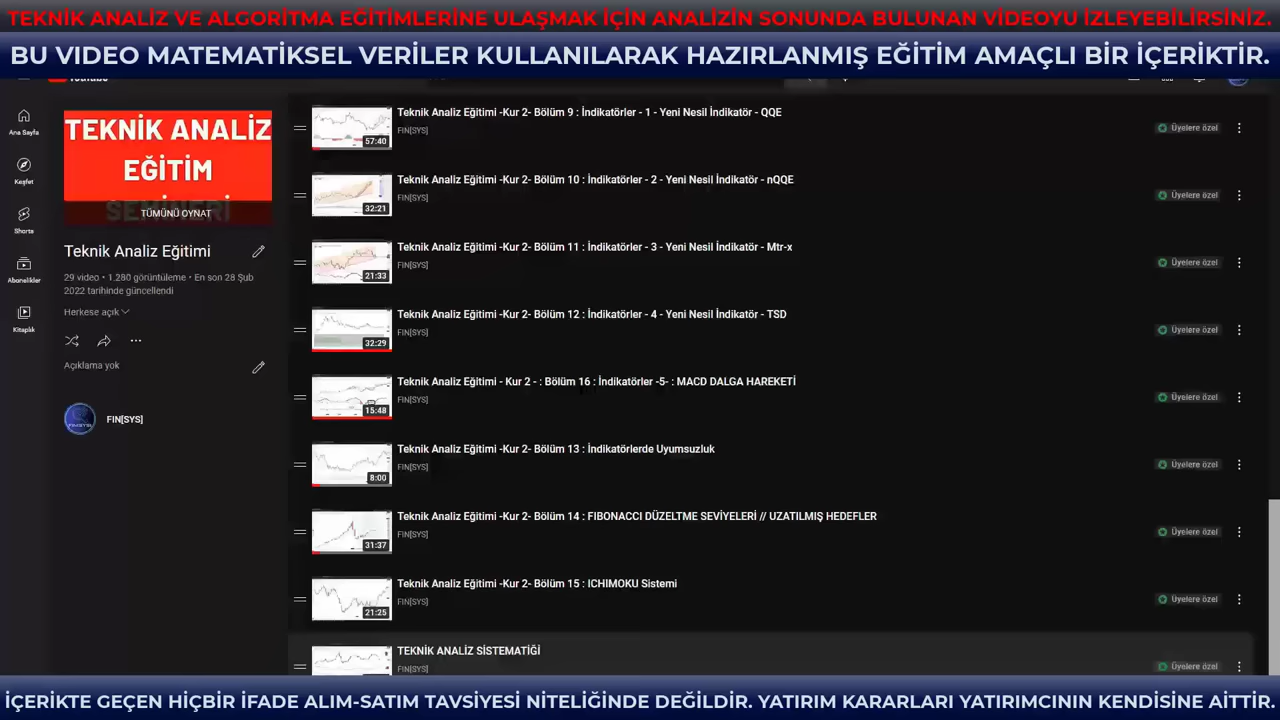 TEKNİK ANALİZ VE ALGORİTMA EĞİTİMLERİNE ULAŞMAK İÇİN ANALİZİN SONUNDA BULUNAN VİDEOYU İZLEYEBİLİRSİNİZ.
BU VIDEO MATEMATİKSEL VERİLER KULLANILARAK HAZIRLANMIŞ EĞİTİM AMAÇLI BİR İÇERİKTİR.
Ana Sayfa
Keşfet
Shorts
Abonelikler
Kitaplık
TEKNİK ANALİZ
EĞİTİM
SEMİNERİ
TÜMÜNÜ OYNAT
Teknik Analiz Eğitimi
29 video • 1.280 görüntüleme • En son 28 Şub
2022 tarihinde güncellendi
Herkese açık
Açıklama yok
FIN[SYS]
Teknik Analiz Eğitimi -Kur 2- Bölüm 9 : İndikatörler - 1 - Yeni Nesil İndikatör - QQE
FIN[SYS]
57:40
Üyelere özel
Teknik Analiz Eğitimi -Kur 2- Bölüm 10 : İndikatörler - 2 - Yeni Nesil İndikatör - nQQE
FIN[SYS]
32:21
Üyelere özel
Teknik Analiz Eğitimi -Kur 2- Bölüm 11 : İndikatörler - 3 - Yeni Nesil İndikatör - Mtr-x
FIN[SYS]
21:33
Üyelere özel
Teknik Analiz Eğitimi -Kur 2- Bölüm 12 : İndikatörler - 4 - Yeni Nesil İndikatör - TSD
FIN[SYS]
32:29
Üyelere özel
Teknik Analiz Eğitimi - Kur 2 - : Bölüm 16 : İndikatörler -5- : MACD DALGA HAREKETİ
FIN[SYS]
15:48
Üyelere özel
Teknik Analiz Eğitimi -Kur 2- Bölüm 13 : İndikatörlerde Uyumsuzluk
FIN[SYS]
8:00
Üyelere özel
Teknik Analiz Eğitimi -Kur 2- Bölüm 14 : FIBONACCI DÜZELTME SEVİYELERİ // UZATILMIŞ HEDEFLER
FIN[SYS]
31:37
Üyelere özel
Teknik Analiz Eğitimi -Kur 2- Bölüm 15 : ICHIMOKU Sistemi
FIN[SYS]
21:25
Üyelere özel
TEKNİK ANALİZ SİSTEMATİĞİ
FIN[SYS]
Üyelere özel
İÇERİKTE GEÇEN HİÇBİR İFADE ALIM-SATIM TAVSİYESİ NİTELİĞİNDE DEĞİLDİR. YATIRIM KARARLARI YATIRIMCININ KENDİSİNE AİTTİR.